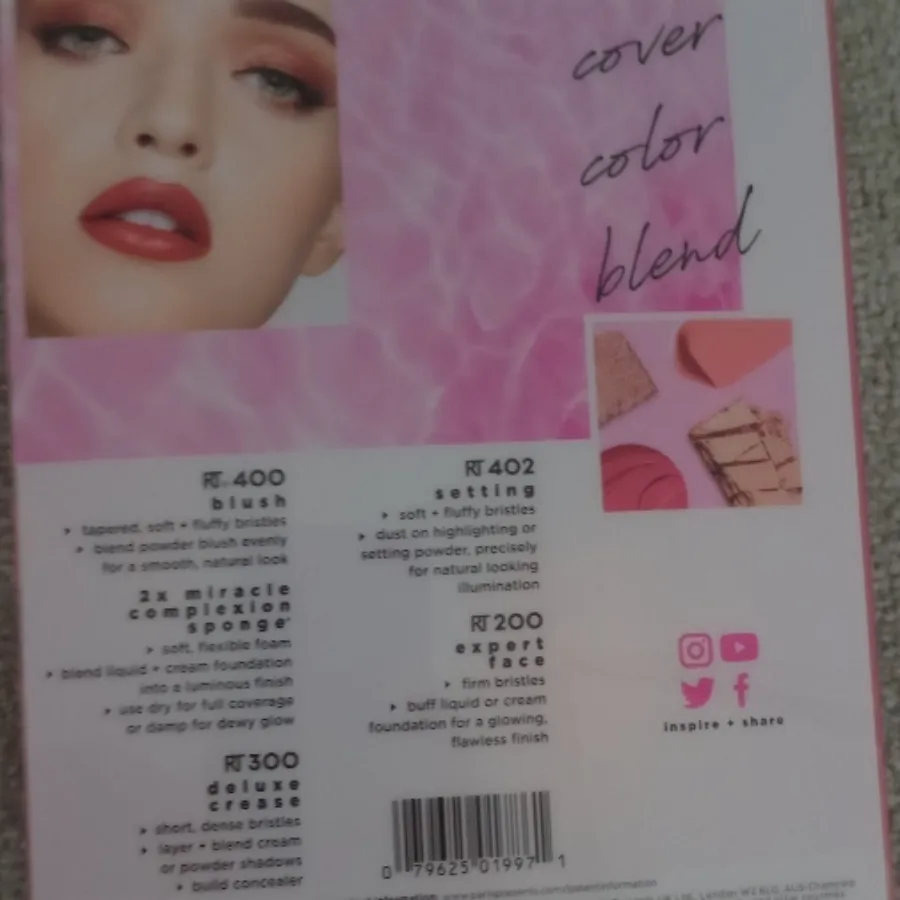 cover
color
blend
RT 400
blush
▸ tapered, soft + fluffy bristles
▸ blend powder blush evenly
for a smooth, natural look
2x miracle
complexion
sponge®
▸ soft, flexible foam
▸ blend liquid + cream foundation
into a luminous finish
▸ use dry for full coverage
or damp for dewy glow
RT 300
deluxe
crease
▸ short, dense bristles
▸ layer + blend cream
or powder shadows
▸ build concealer
RT 402
setting
▸ soft + fluffy bristles
▸ dust on highlighting or
setting powder, precisely
for natural looking
illumination
RT 200
expert
face
▸ firm bristles
▸ buff liquid or cream
foundation for a glowing,
flawless finish
inspire + share
0 79625 01997 1